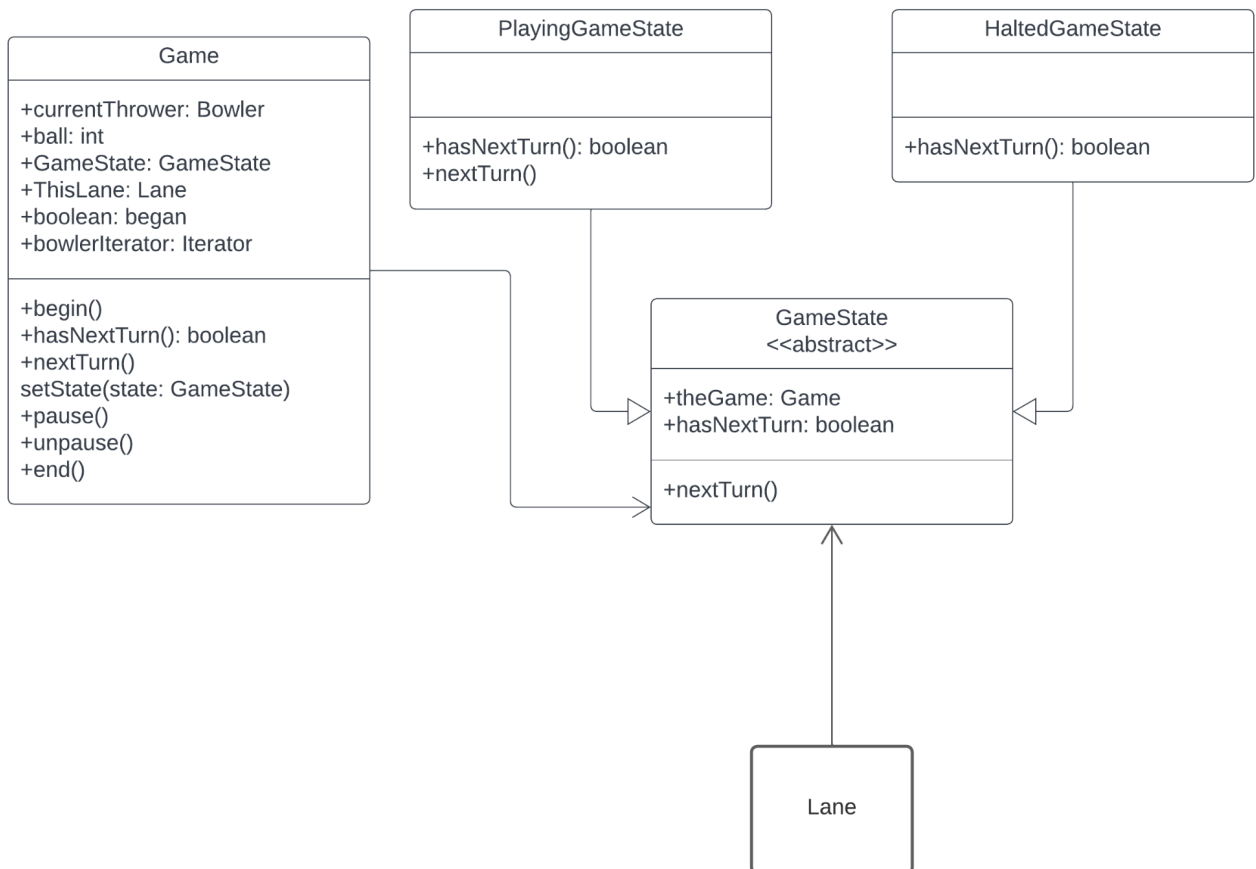 Game
+currentThrower: Bowler
+ball: int
+GameState: GameState
+ThisLane: Lane
+boolean: began
+bowlerIterator: Iterator
+begin()
+hasNextTurn(): boolean
+nextTurn()
setState(state: GameState)
+pause()
+unpause()
+end()
PlayingGameState
+hasNextTurn(): boolean
+nextTurn()
HaltedGameState
+hasNextTurn(): boolean
GameState
<<abstract>>
+theGame: Game
+hasNextTurn: boolean
+nextTurn()
Lane